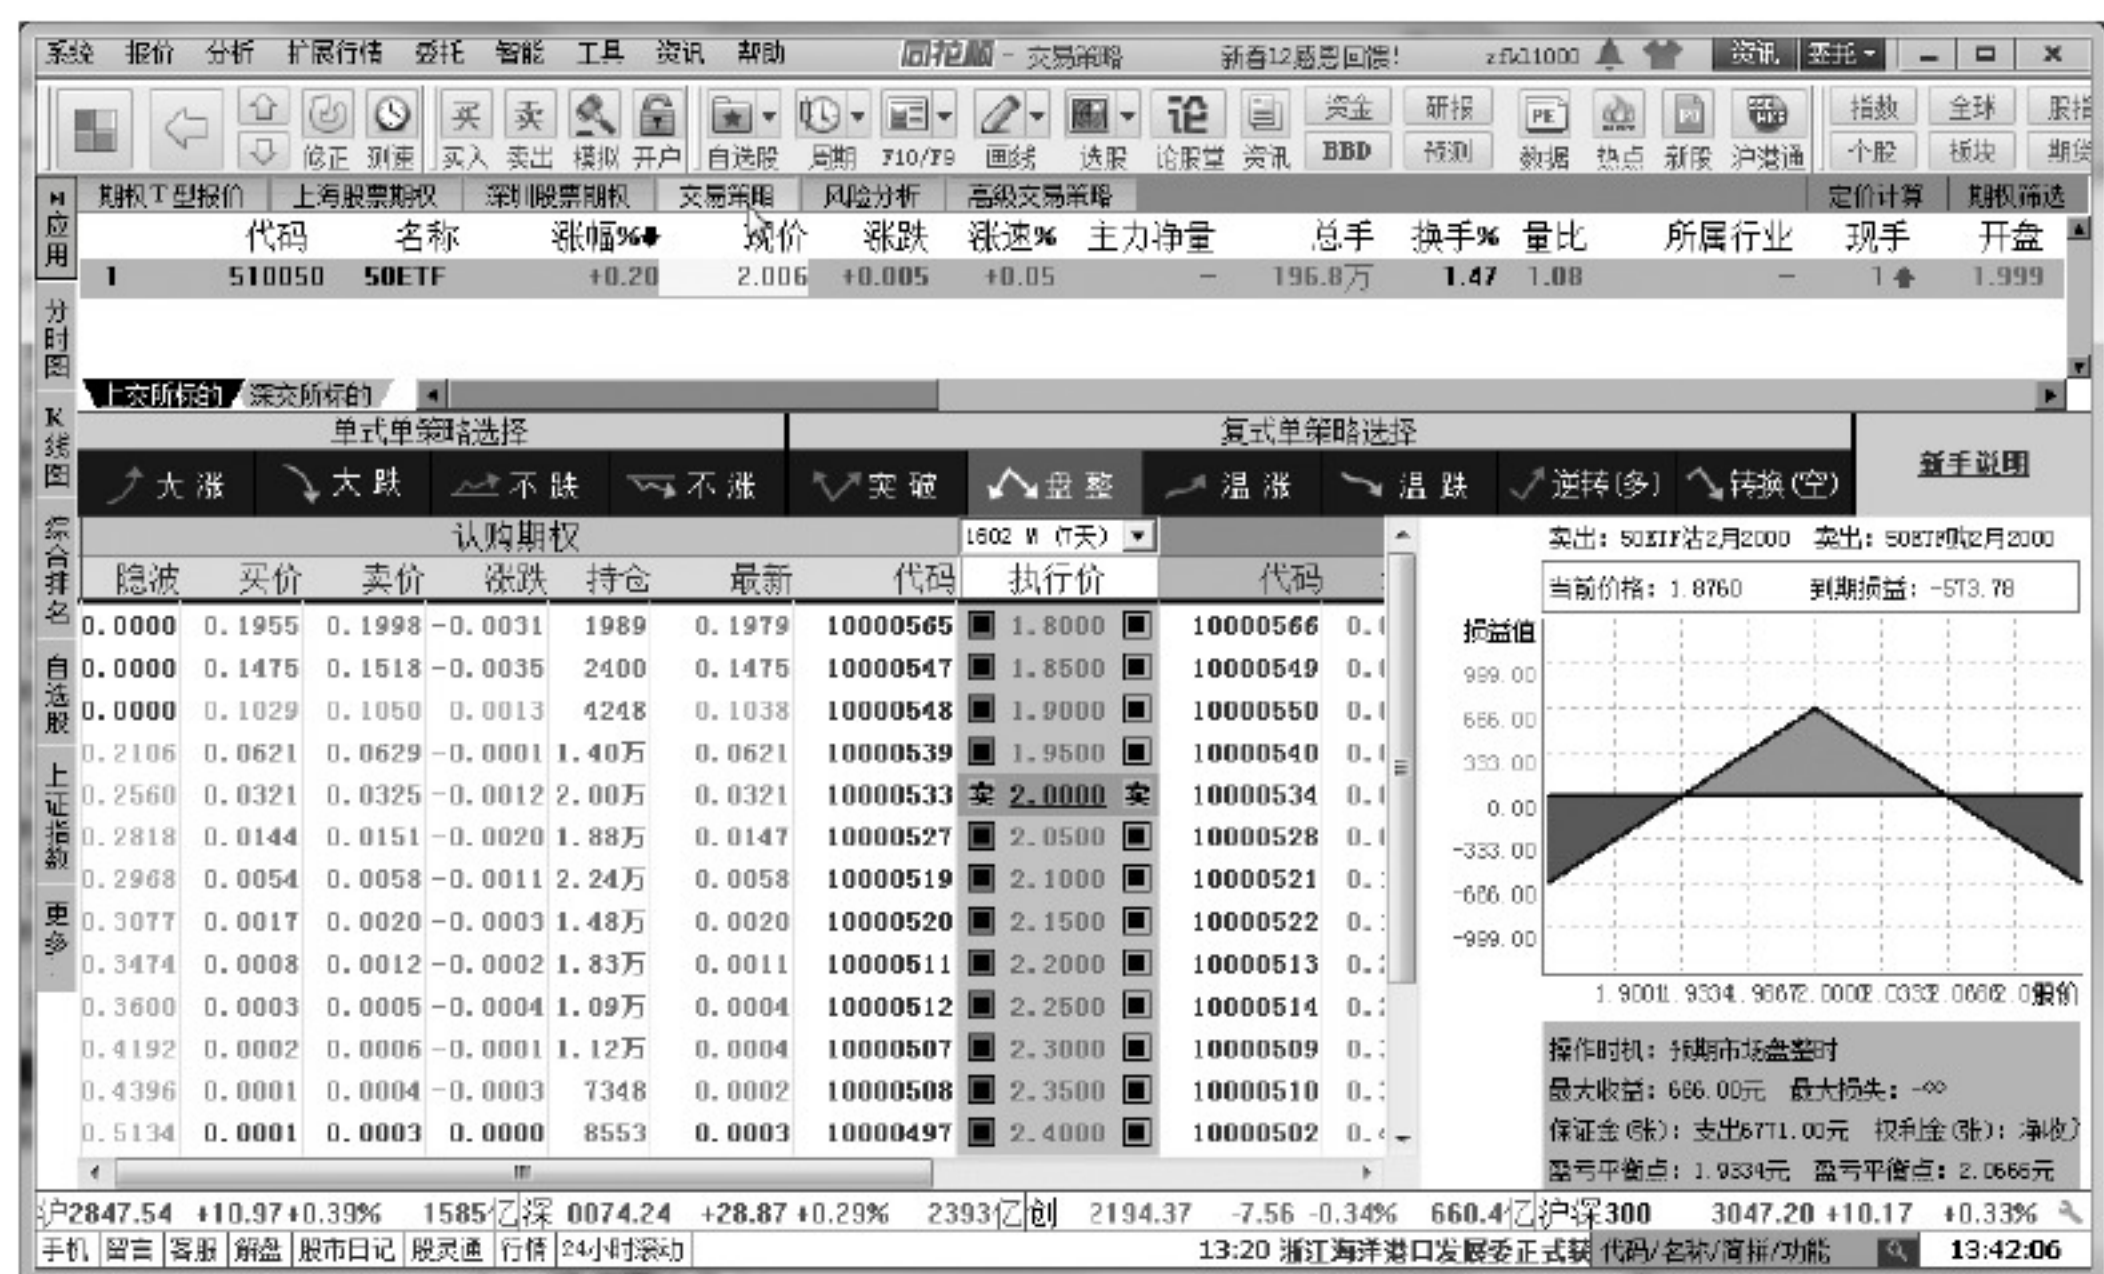 系统 报价 分析 扩展行情 委托 智能 工具 资讯 帮助 同花顺 - 交易策略 新春12感恩回馈! 资讯 委托
买 卖 论 资金 研报 PE 指数 全球 股指
修正 测速 买入 卖出 模拟 开户 自选股 周期 F10/F9 画线 选股 论股堂 资讯 BBD 预测 数据 热点 新股 沪港通 个股 板块 期货
期权T型报价 上海股票期权 深圳股票期权 交易策略 风险分析 高级交易策略 定价计算 期权筛选
代码 名称 涨幅% 现价 涨跌 涨速% 主力净量 总手 换手% 量比 所属行业 现手 开盘
1 510050 50ETF +0.20 2.006 +0.005 +0.05 - 196.8万 1.47 1.08 - 1 1.999
应用
分时图
K线图
综合排名
自选股
上证指数
更多
上交所标的 深交所标的
单式单策略选择 复式单策略选择 新手说明
大涨 大跌 不跌 不涨 突破 盘整 温涨 温跌 逆转(多) 转换(空)
认购期权 1602 M (7天)
隐波 买价 卖价 涨跌 持仓 最新 代码 执行价 代码
0.0000 0.1955 0.1998 -0.0031 1989 0.1979 10000565 1.8000 10000566
0.0000 0.1475 0.1518 -0.0035 2400 0.1475 10000547 1.8500 10000549
0.0000 0.1029 0.1050 0.0013 4248 0.1038 10000548 1.9000 10000550
0.2106 0.0621 0.0629 -0.0001 1.40万 0.0621 10000539 1.9500 10000540
0.2560 0.0321 0.0325 -0.0012 2.00万 0.0321 10000533 卖 2.0000 卖 10000534
0.2818 0.0144 0.0151 -0.0020 1.88万 0.0147 10000527 2.0500 10000528
0.2968 0.0054 0.0058 -0.0011 2.24万 0.0058 10000519 2.1000 10000521
0.3077 0.0017 0.0020 -0.0003 1.48万 0.0020 10000520 2.1500 10000522
0.3474 0.0008 0.0012 -0.0002 1.83万 0.0011 10000511 2.2000 10000513
0.3600 0.0003 0.0005 -0.0004 1.09万 0.0004 10000512 2.2500 10000514
0.4192 0.0002 0.0006 -0.0001 1.12万 0.0004 10000507 2.3000 10000509
0.4396 0.0001 0.0004 -0.0003 7348 0.0002 10000508 2.3500 10000510
0.5134 0.0001 0.0003 0.0000 8553 0.0003 10000497 2.4000 10000502
卖出: 50ETF沽2月2000 卖出: 50ETF购2月2000
当前价格: 1.8760 到期损益: -573.78
损益值
999.00
666.00
333.00
0.00
-333.00
-666.00
-999.00
股价
操作时机: 预期市场盘整时
最大收益: 666.00元 最大损失: -∞
保证金(张): 支出6771.00元 权利金(张): 净收
盈亏平衡点: 1.9334元 盈亏平衡点: 2.0666元
沪2847.54 +10.97 +0.39% 1585亿 深 0074.24 +28.87 +0.29% 2393亿 创 2194.37 -7.56 -0.34% 660.4亿 沪深300 3047.20 +10.17 +0.33%
手机 留言 客服 解盘 股市日记 股灵通 行情 24小时滚动 13:20 浙江海洋港口发展委正式获 代码/名称/简拼/功能 13:42:06